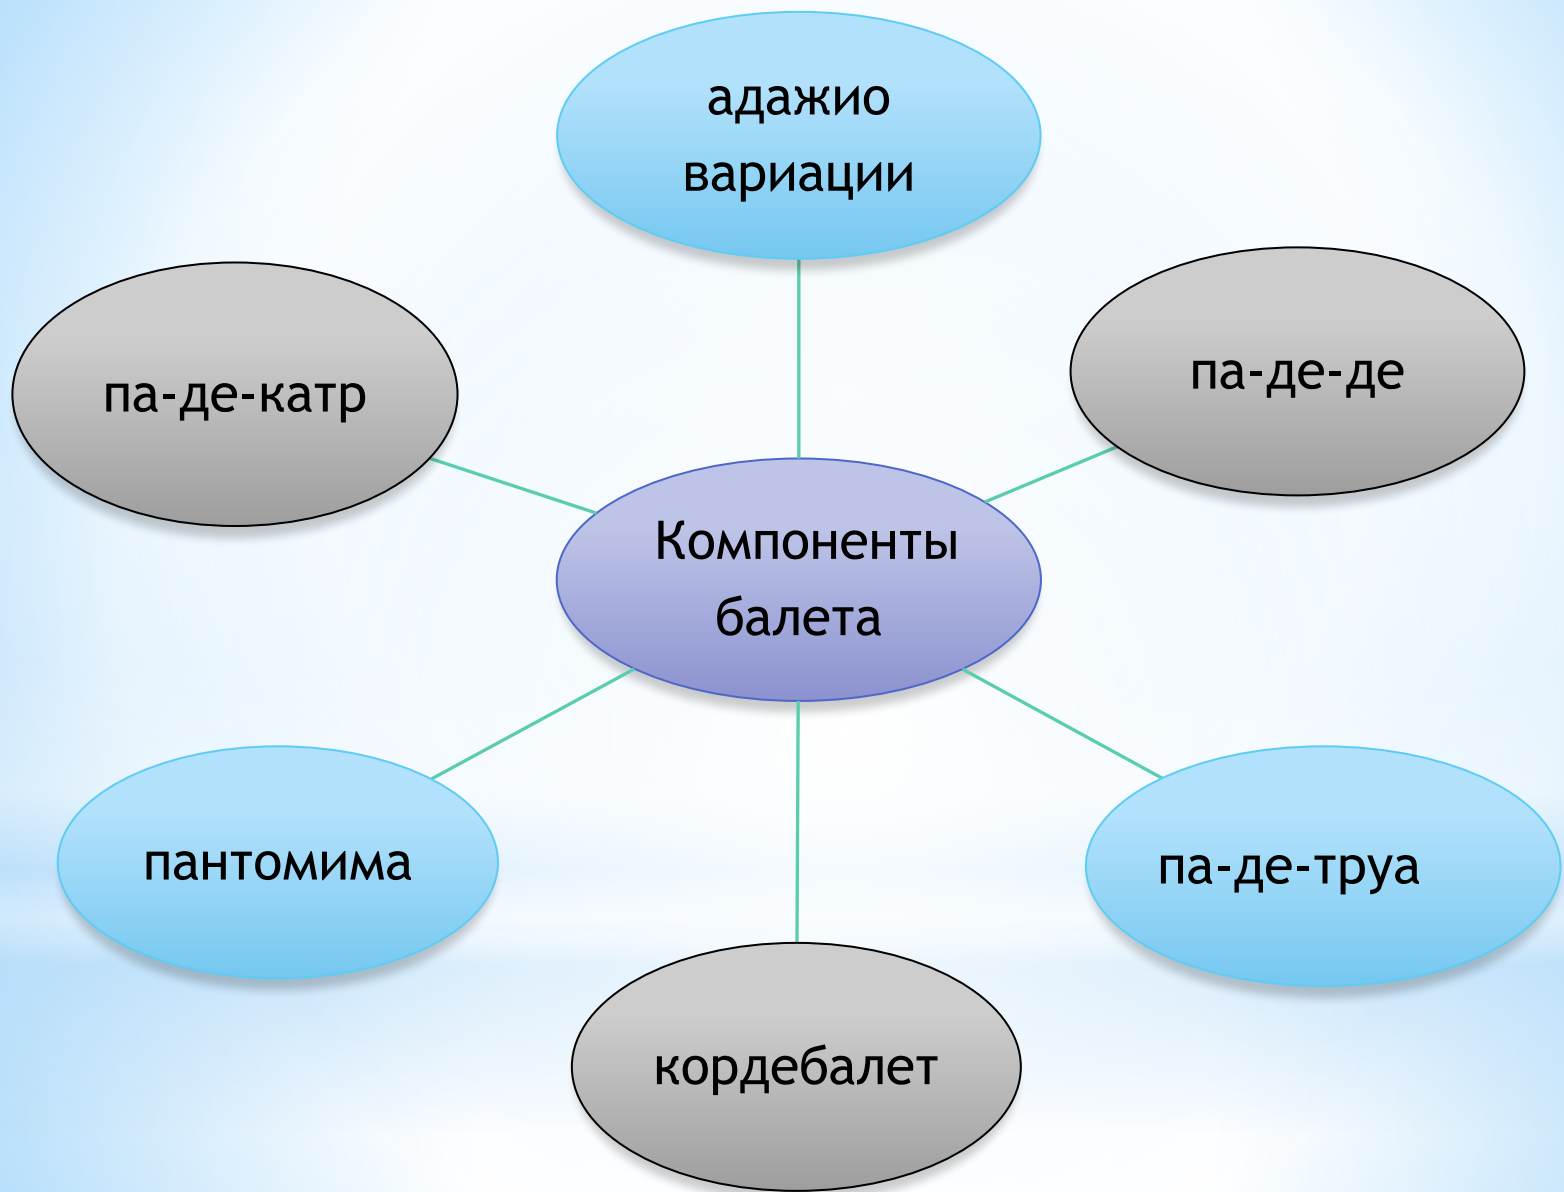 адажио
вариации
па-де-де
па-де-катр
Компоненты
балета
пантомима
па-де-труа
кордебалет